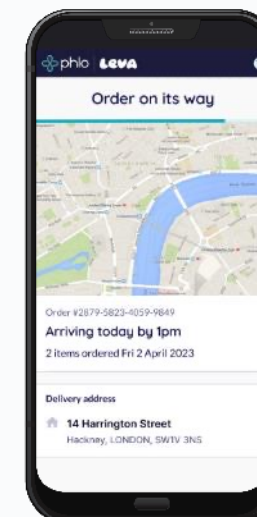 phlo LEVA
Order on its way
Order #2879-5823-4059-9849
Arriving today by 1pm
2 items ordered Fri 2 April 2023
Delivery address
14 Harrington Street
Hackney, LONDON, SW1V 3NS